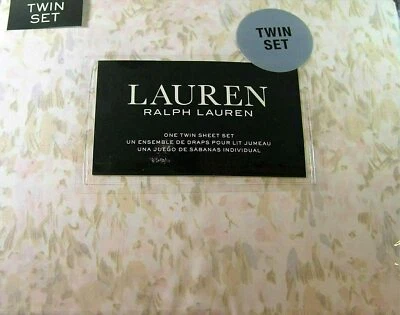 TWIN
SET
TWIN
SET
LAUREN
RALPH LAUREN
ONE TWIN SHEET SET
UN ENSEMBLE DE DRAPS POUR LIT JUMEAU
UNA JUEGO DE SABANAS INDIVIDUAL